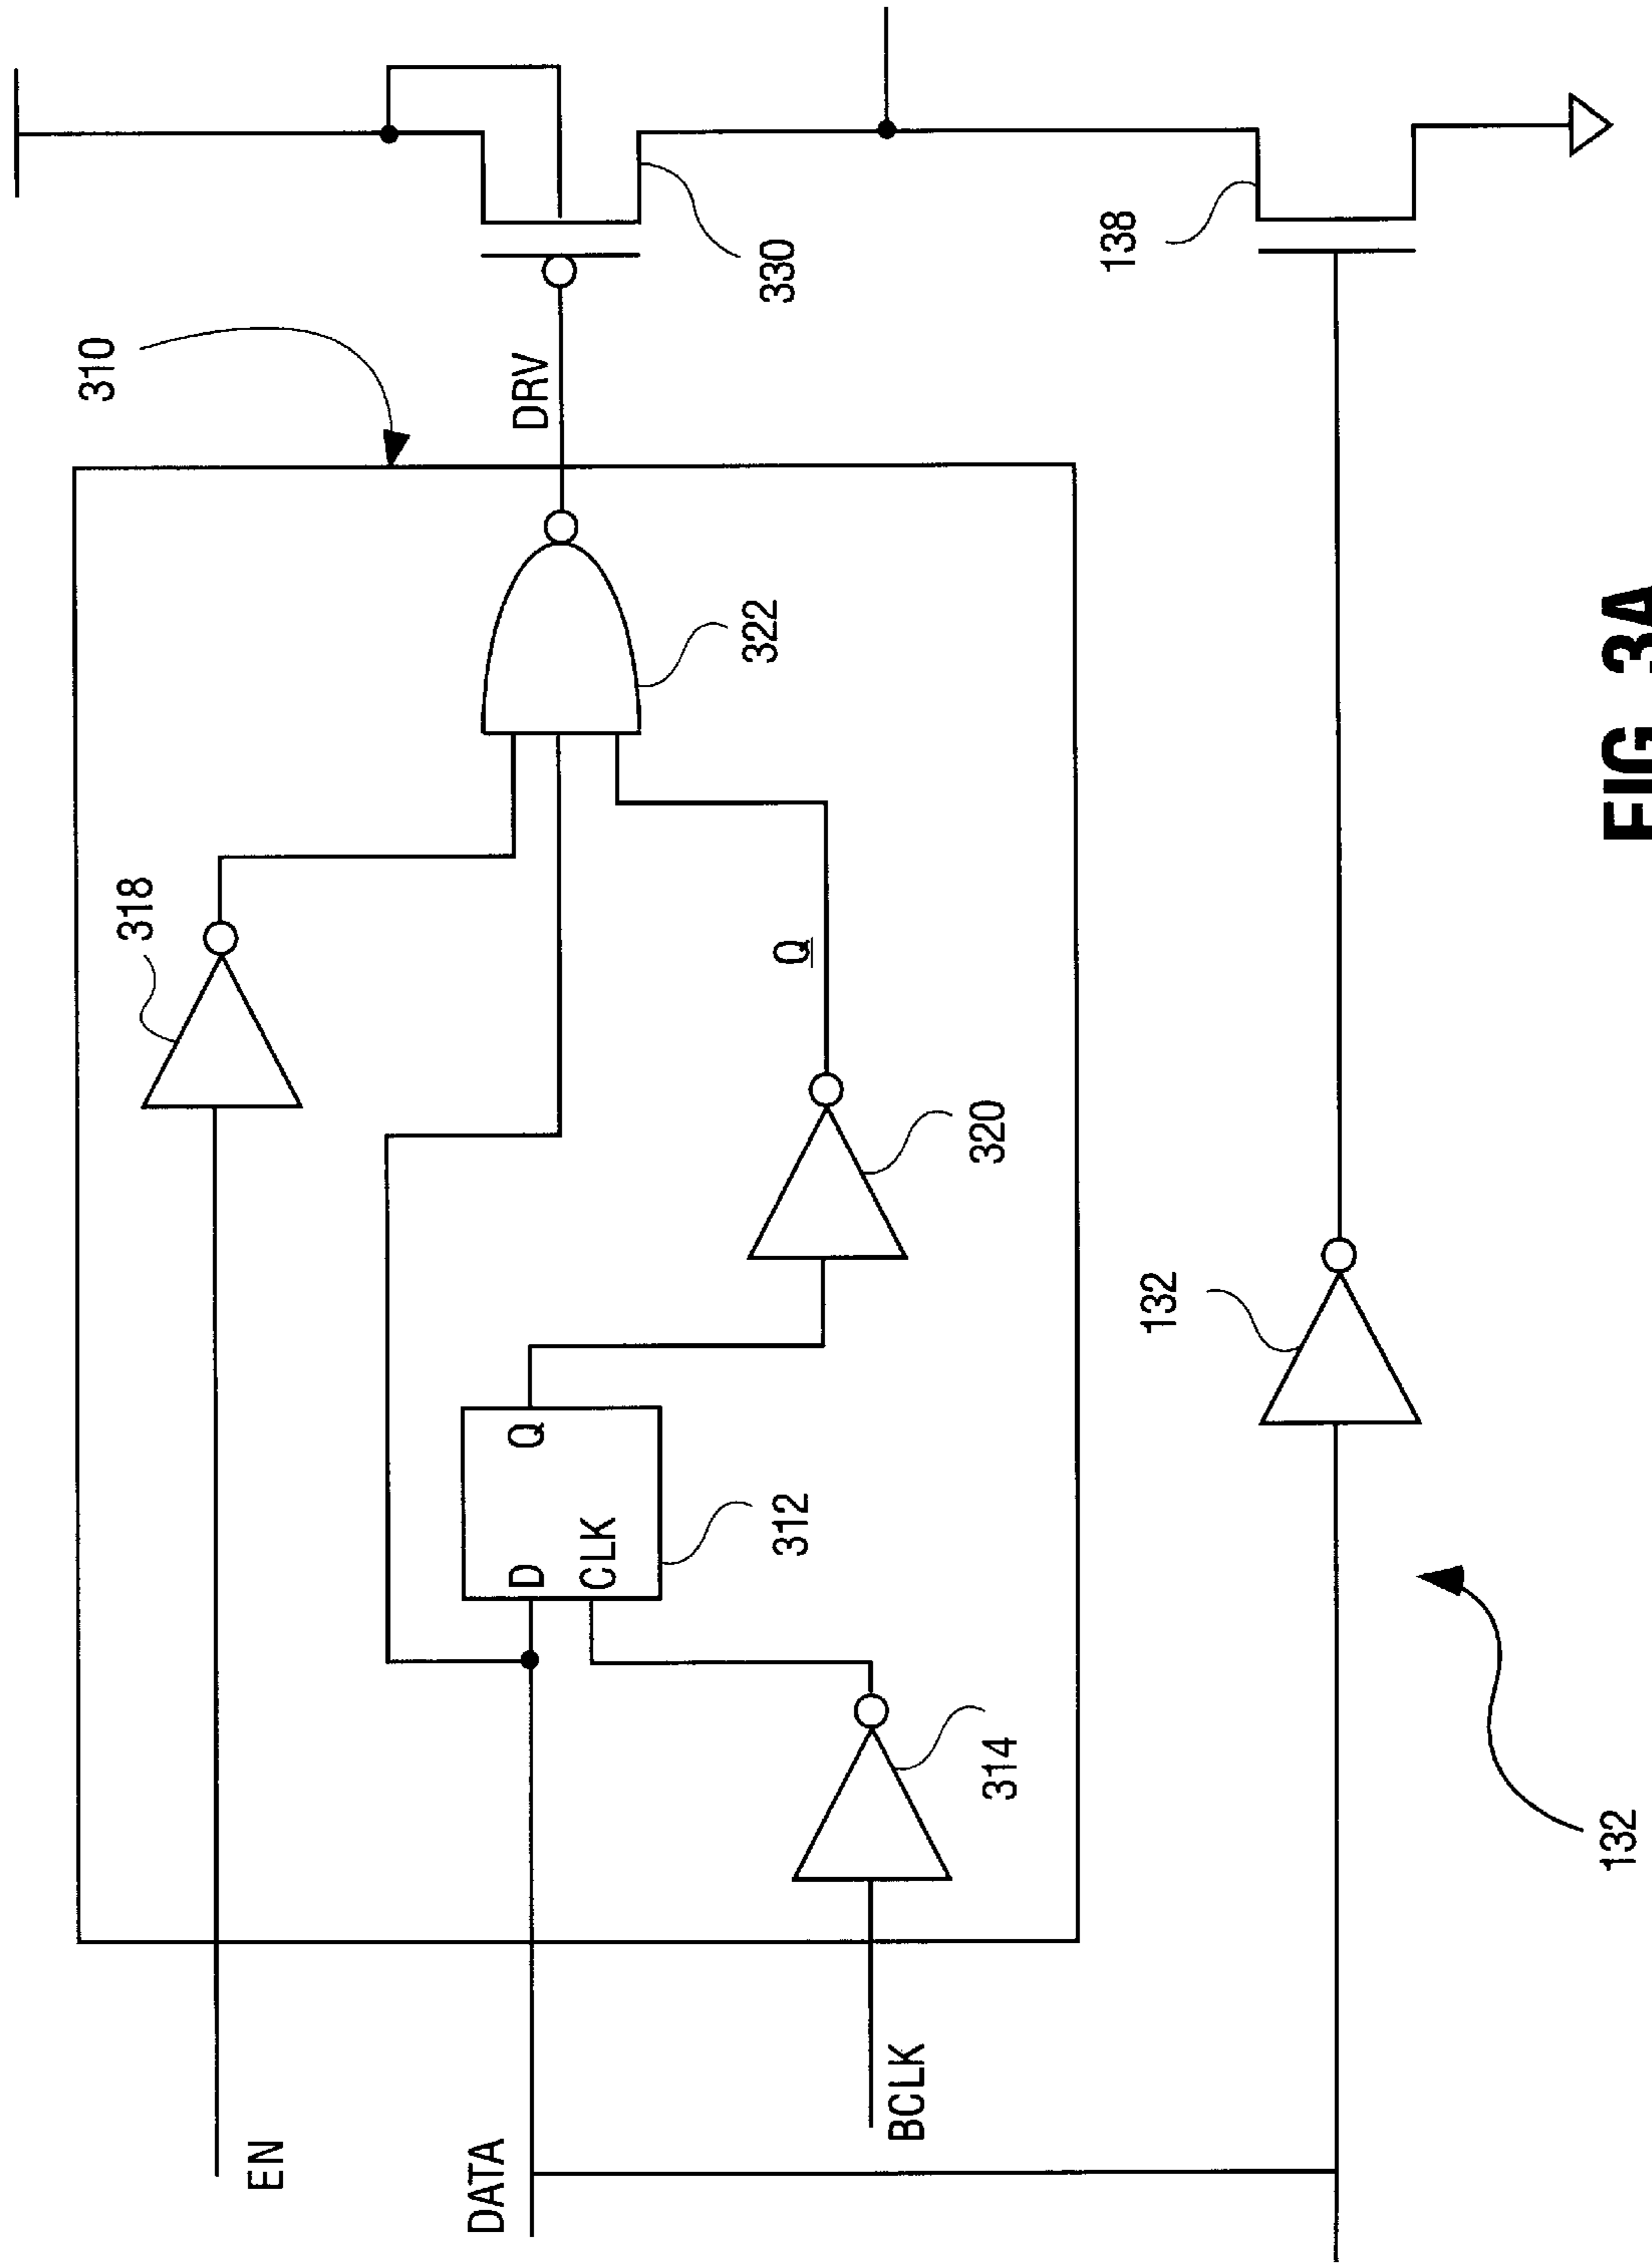 310
318
EN
DRV
330
322
DATA
D
Q
CLK
312
Q
320
314
BCLK
138
132
132
FIG. 3A